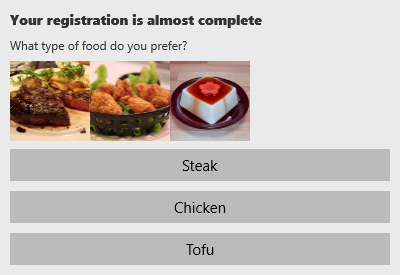 Your registration is almost complete
What type of food do you prefer?
Steak
Chicken
Tofu